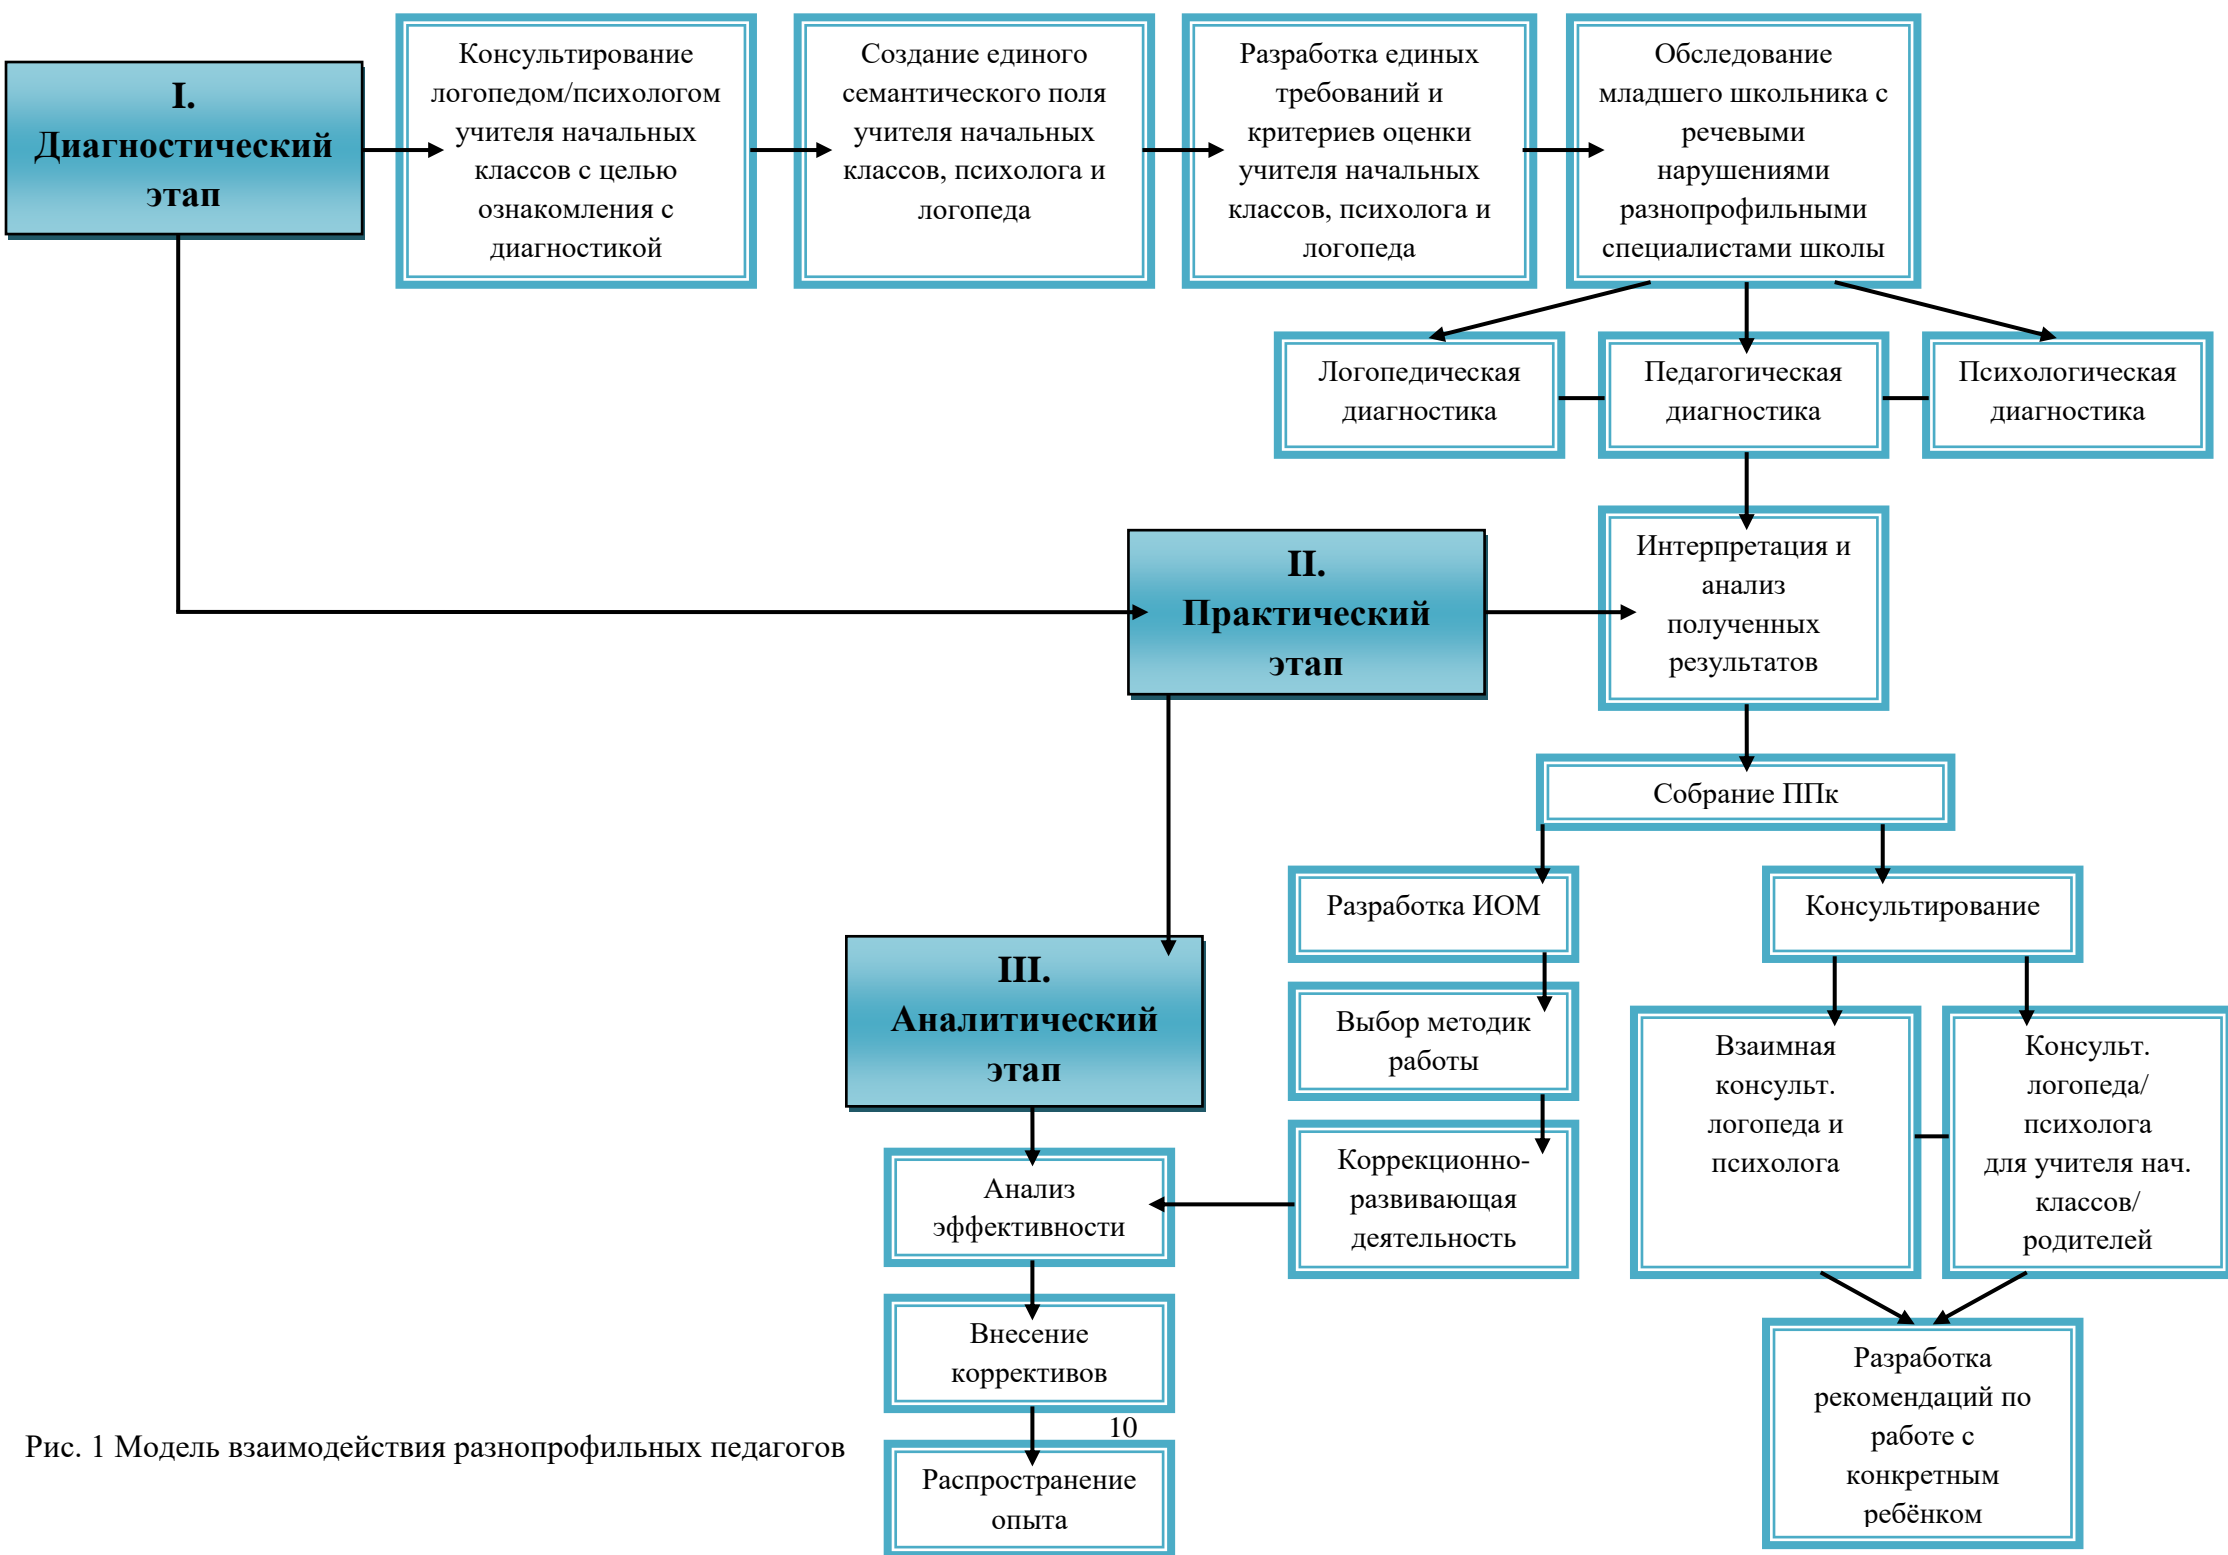 I.
Диагностический
этап
Консультирование
логопедом/психологом
учителя начальных
классов с целью
ознакомления с
диагностикой
Создание единого
семантического поля
учителя начальных
классов, психолога и
логопеда
Разработка единых
требований и
критериев оценки
учителя начальных
классов, психолога и
логопеда
Обследование
младшего школьника с
речевыми
нарушениями
разнопрофильными
специалистами школы
Логопедическая
диагностика
Педагогическая
диагностика
Психологическая
диагностика
II.
Практический
этап
Интерпретация и
анализ
полученных
результатов
Собрание ППк
Разработка ИОМ
Консультирование
III.
Аналитический
этап
Выбор методик
работы
Взаимная
консульт.
логопеда и
психолога
Консульт.
логопеда/
психолога
для учителя нач.
классов/
родителей
Коррекционно-
развивающая
деятельность
Анализ
эффективности
Внесение
коррективов
Разработка
рекомендаций по
работе с
конкретным
ребёнком
10
Рис. 1 Модель взаимодействия разнопрофильных педагогов
Распространение
опыта